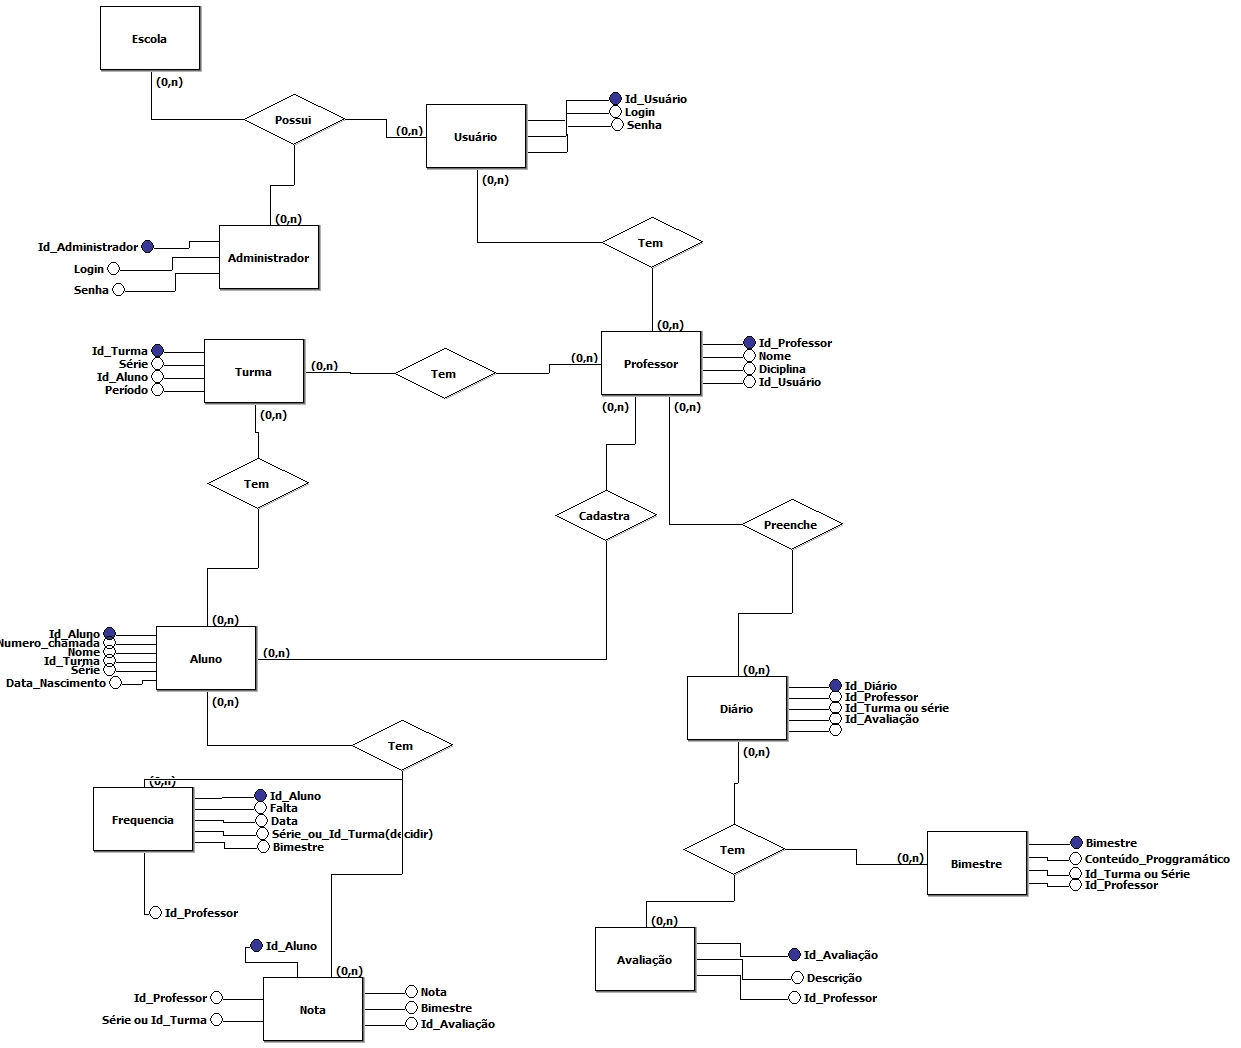 Escola
(0,n)
Possui
(0,n)
Usuário
Id_Usuário
Login
Senha
(0,n)
(0,n)
Id_Administrador
Login
Senha
Administrador
Tem
(0,n)
Id_Turma
Série
Id_Aluno
Período
Turma
(0,n)
Tem
(0,n)
Professor
Id_Professor
Nome
Diciplina
Id_Usuário
(0,n)
(0,n)
(0,n)
Tem
Cadastra
Preenche
(0,n)
Id_Aluno
Numero_chamada
Nome
Id_Turma
Série
Data_Nascimento
Aluno
(0,n)
(0,n)
(0,n)
Diário
Id_Diário
Id_Professor
Id_Turma ou série
Id_Avaliação
(0,n)
Tem
(0,n)
Frequencia
Id_Aluno
Falta
Data
Série_ou_Id_Turma(decidir)
Bimestre
Id_Professor
Tem
(0,n)
Bimestre
Bimestre
Conteúdo_Proggramático
Id_Turma ou Série
Id_Professor
(0,n)
Avaliação
Id_Avaliação
Descrição
Id_Professor
Id_Aluno
(0,n)
Id_Professor
Série ou Id_Turma
Nota
Nota
Bimestre
Id_Avaliação